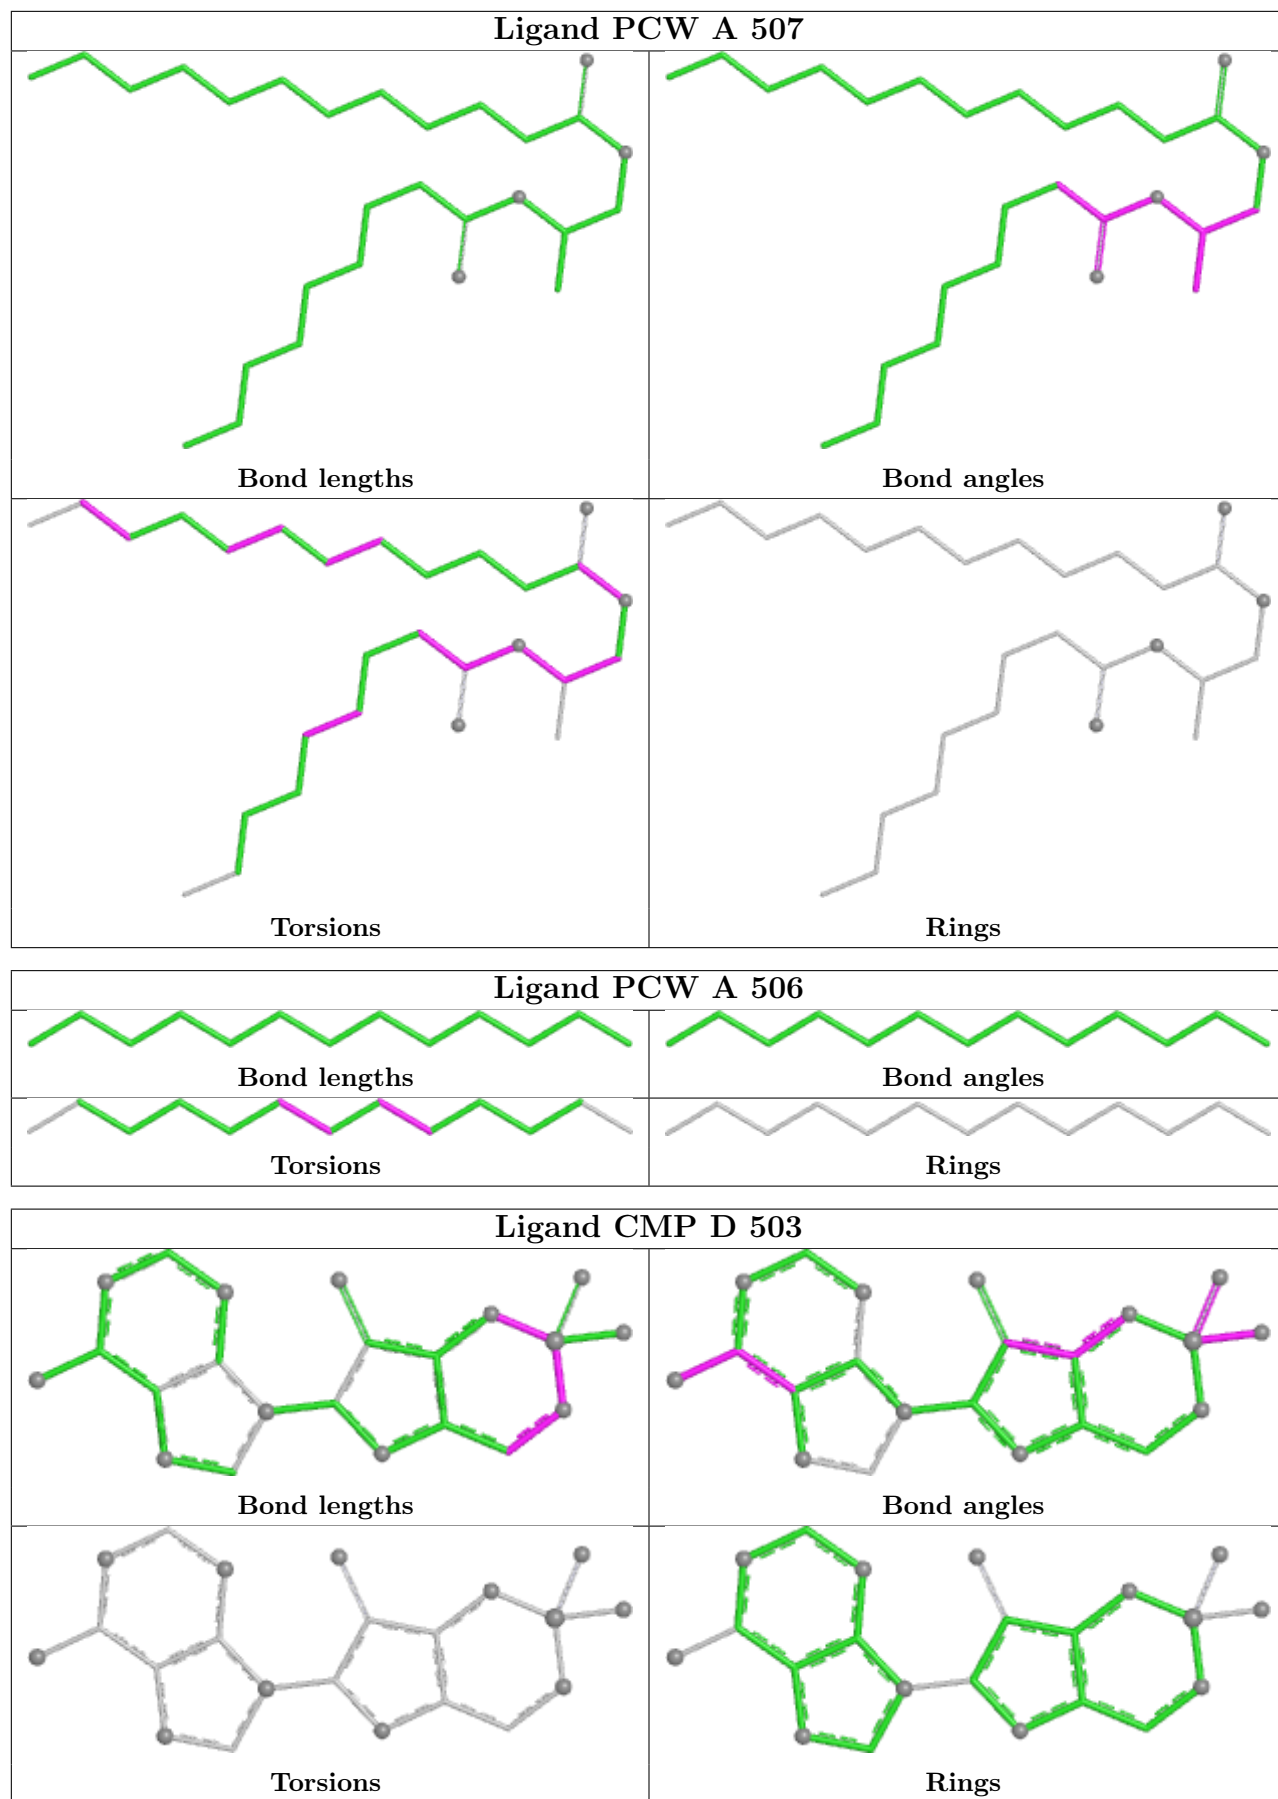 Ligand PCW A 507
Bond lengths
Bond angles
Torsions
Rings
Ligand PCW A 506
Bond lengths
Bond angles
Torsions
Rings
Ligand CMP D 503
Bond lengths
Bond angles
Torsions
Rings